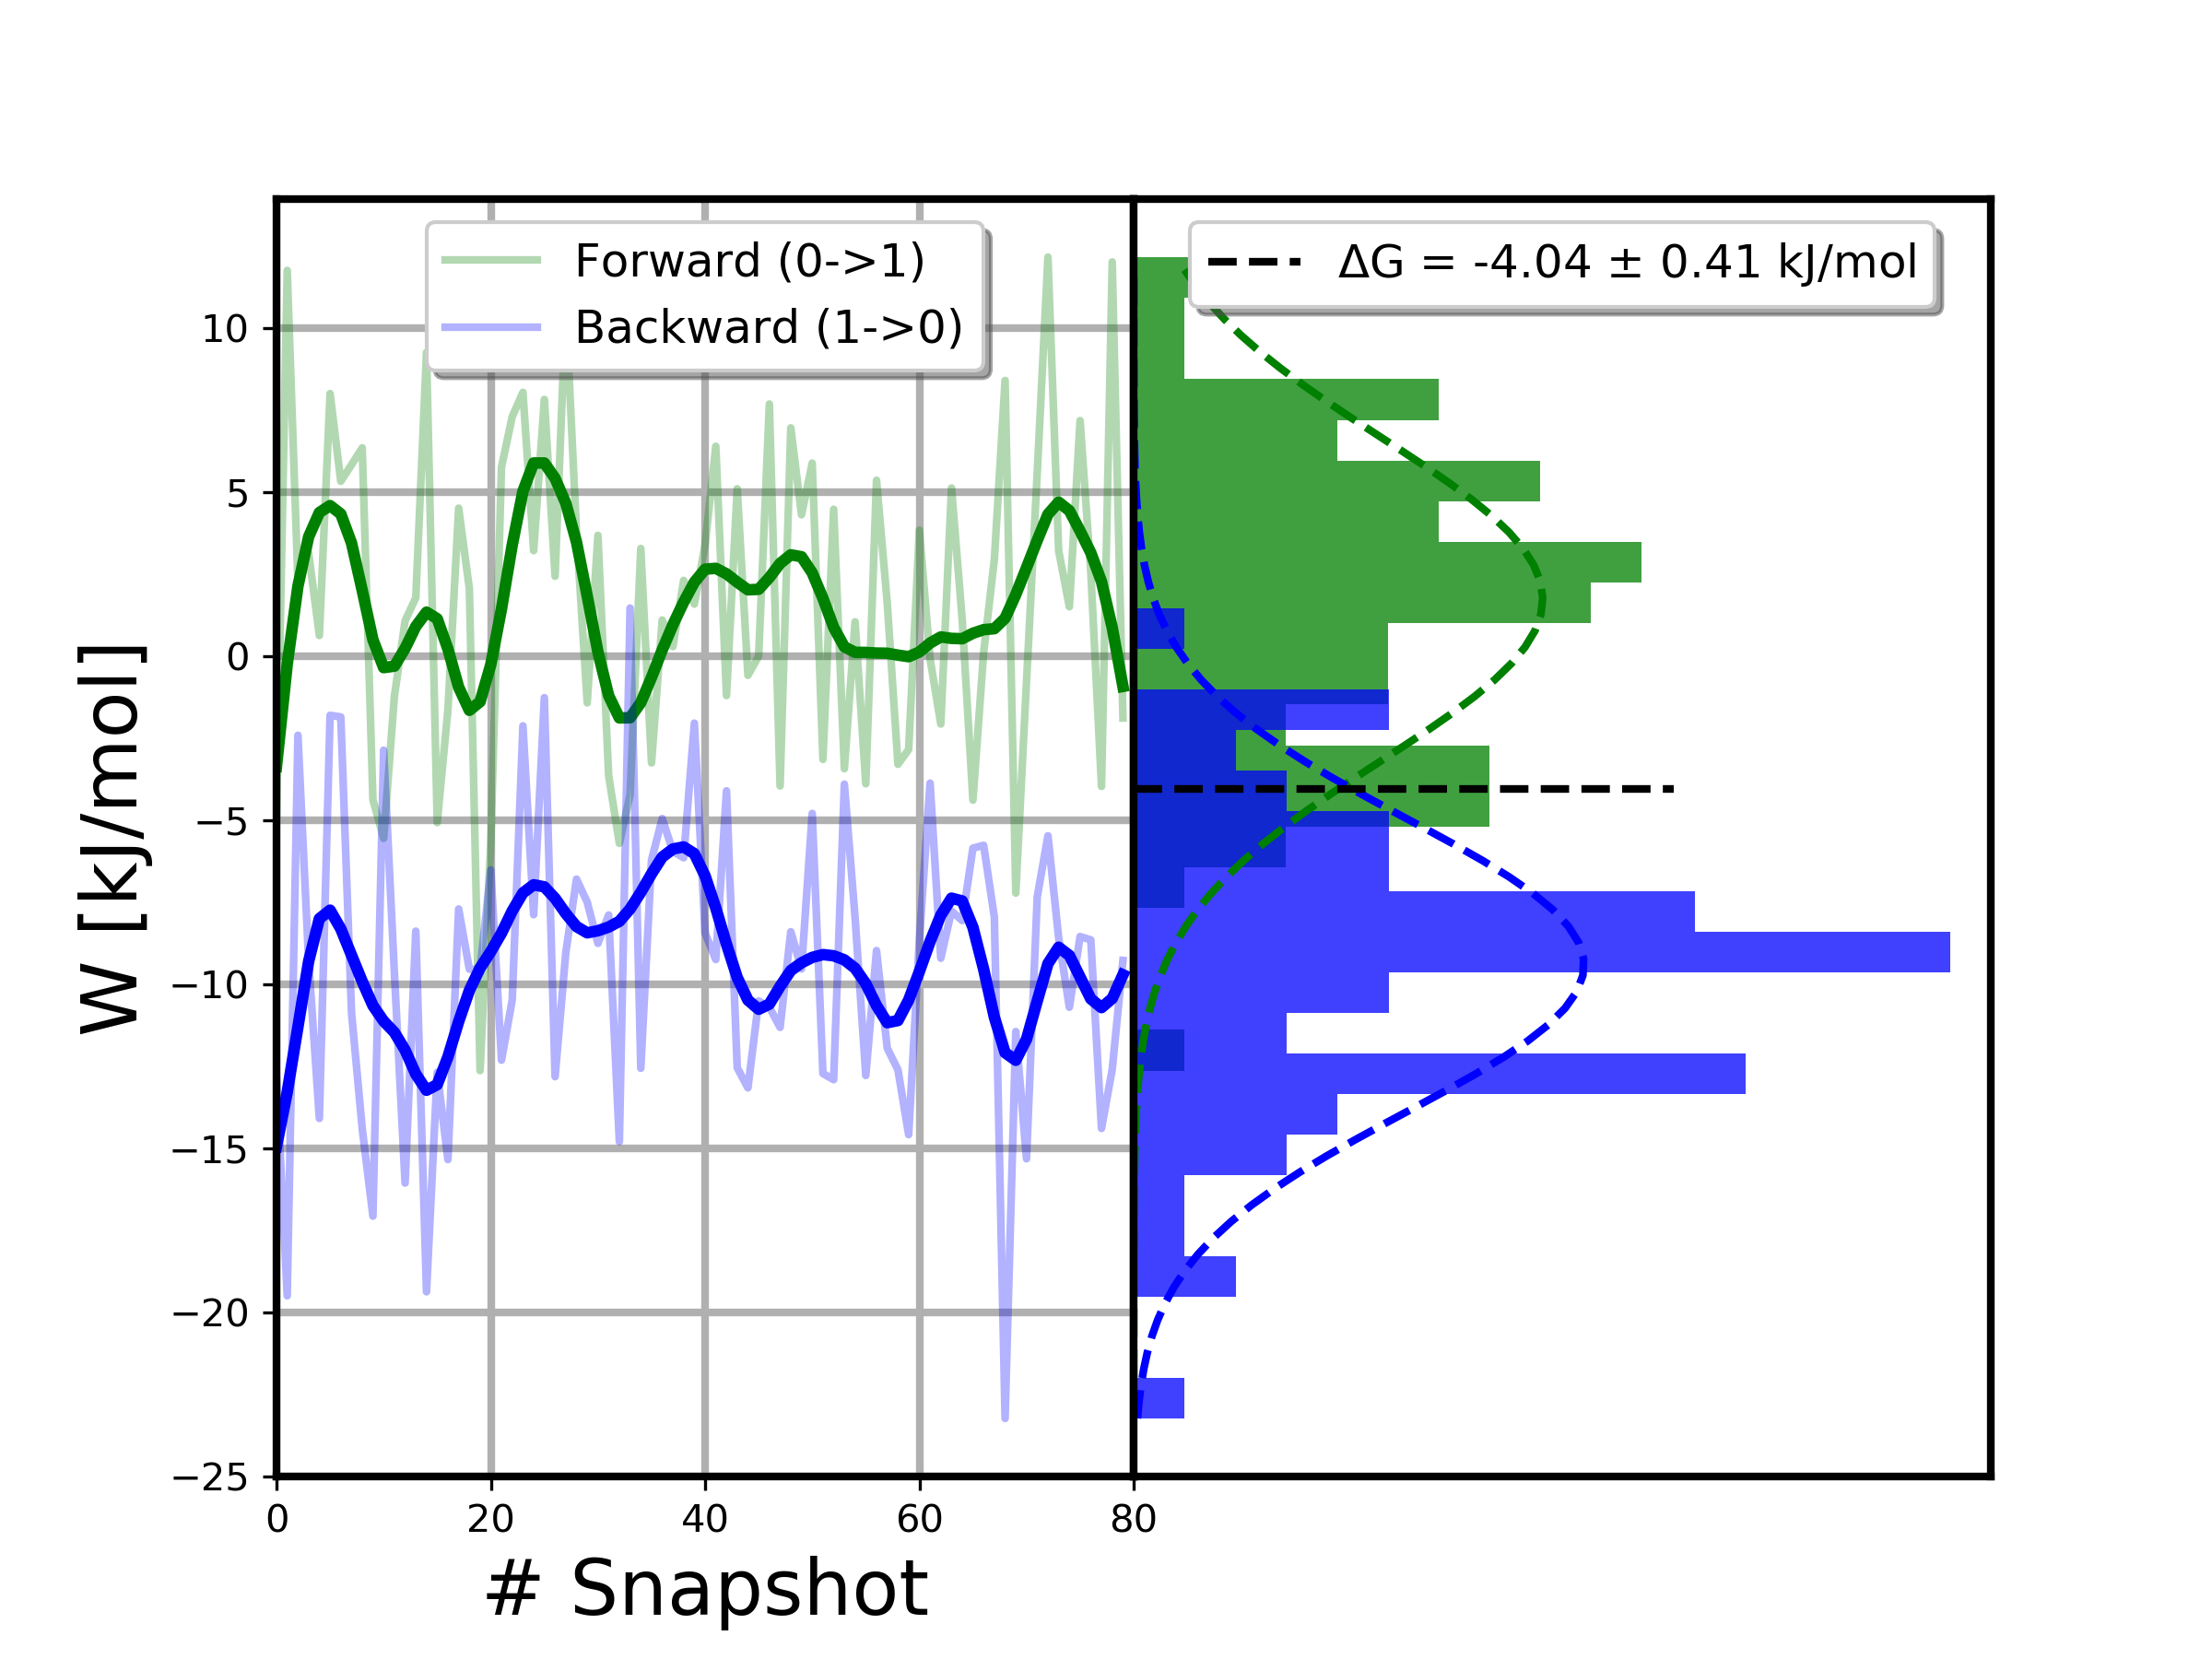 Forward (0->1)
Backward (1->0)
ΔG = -4.04 ± 0.41 kJ/mol
W [kJ/mol]
10
5
0
−5
−10
−15
−20
−25
0 20 40 60 80
# Snapshot